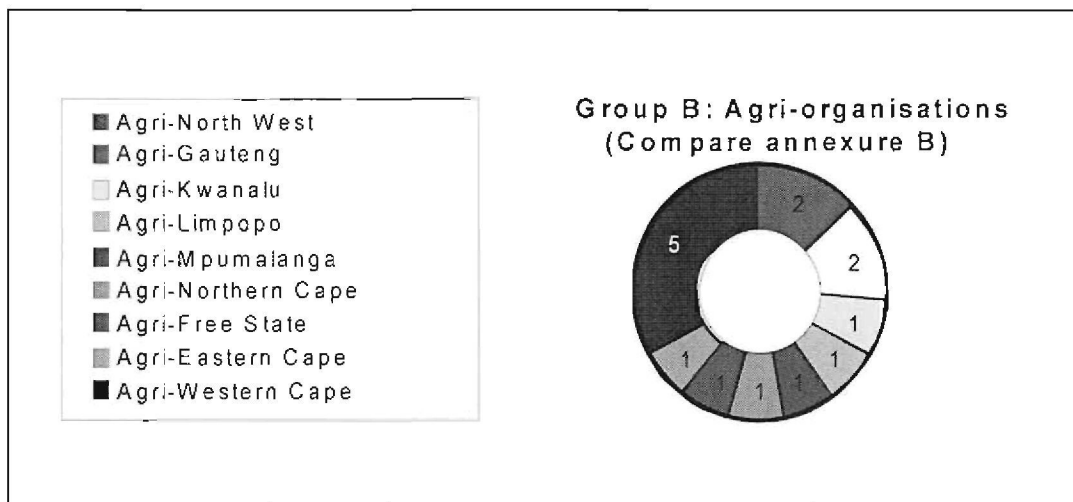 Agri-North West
Agri-Gauteng
Agri-Kwanalu
Agri-Limpopo
Agri-Mpumalanga
Agri-Northern Cape
Agri-Free State
Agri-Eastern Cape
Agri-Western Cape
Group B: Agri-organisations
(Compare annexure B)
2
2
1
1
1
1
1
1
5